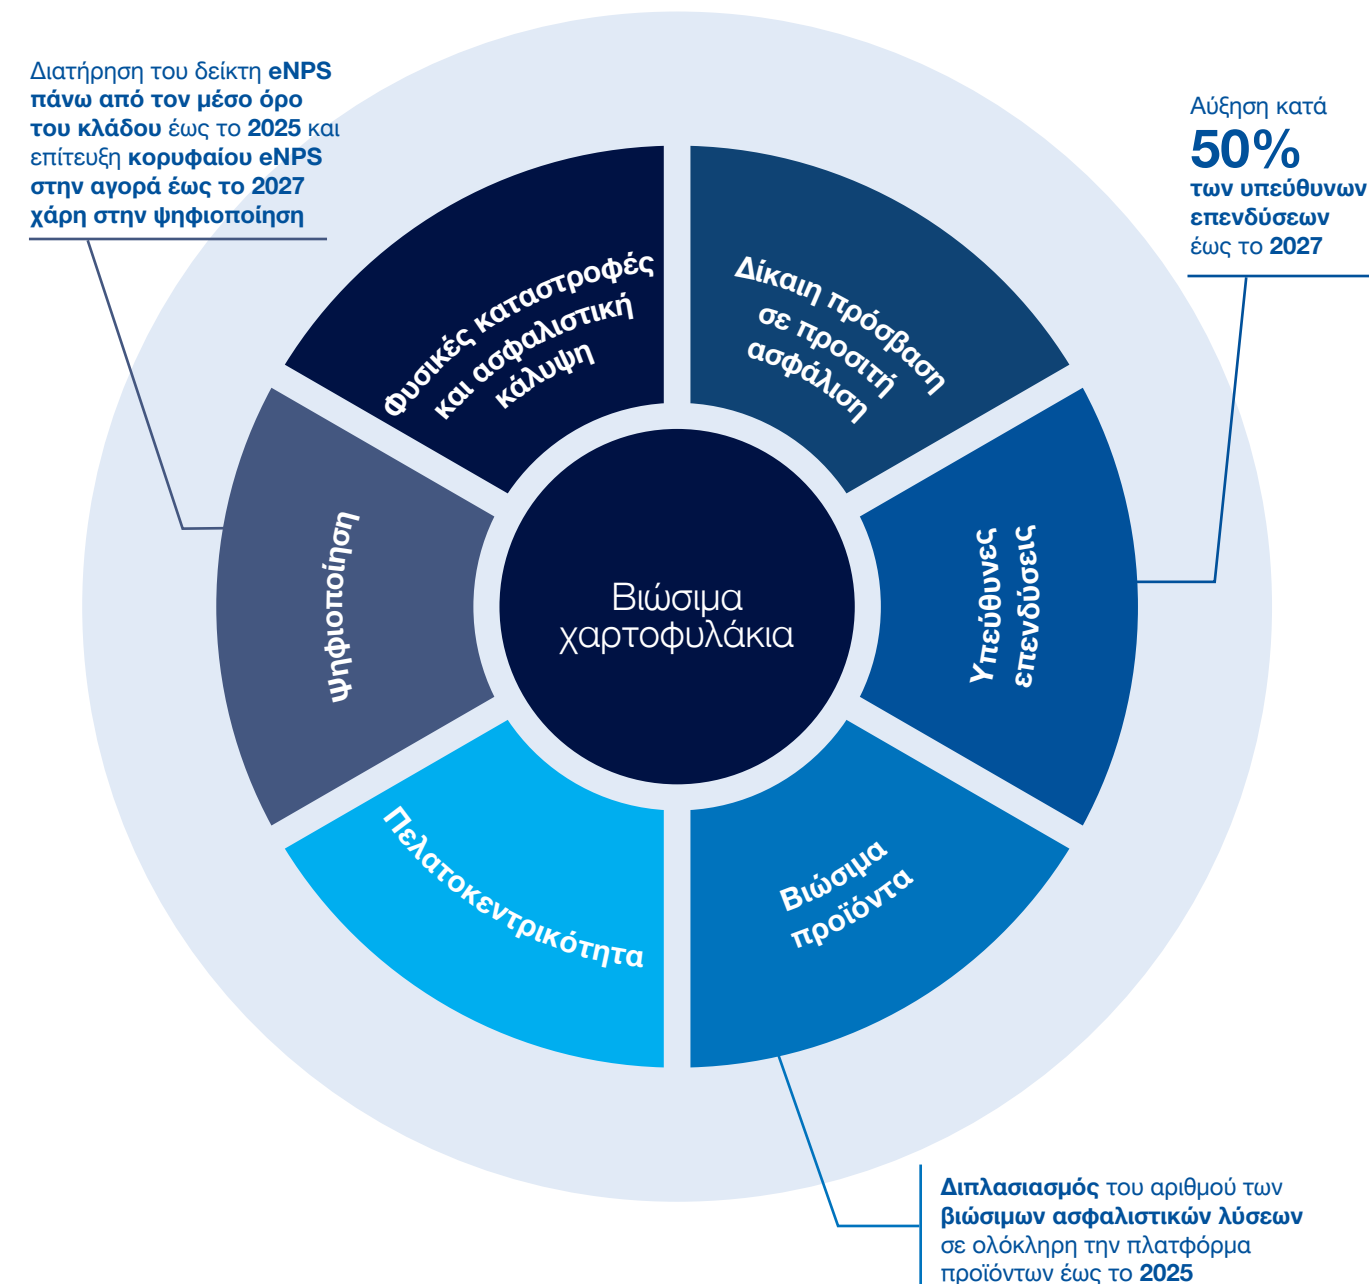 Διατήρηση του δείκτη eNPS
πάνω από τον μέσο όρο
του κλάδου έως το 2025 και
επίτευξη κορυφαίου eNPS
στην αγορά έως το 2027
χάρη στην ψηφιοποίηση
Αύξηση κατά
50%
των υπεύθυνων
επενδύσεων
έως το 2027
Φυσικές καταστροφές
και ασφαλιστική
κάλυψη
Δίκαιη πρόσβαση
σε προσιτή
ασφάλιση
ψηφιοποίηση
Βιώσιμα
χαρτοφυλάκια
Υπεύθυνες
επενδύσεις
Πελατοκεντρικότητα
Βιώσιμα
προϊόντα
Διπλασιασμός του αριθμού των
βιώσιμων ασφαλιστικών λύσεων
σε ολόκληρη την πλατφόρμα
προϊόντων έως το 2025